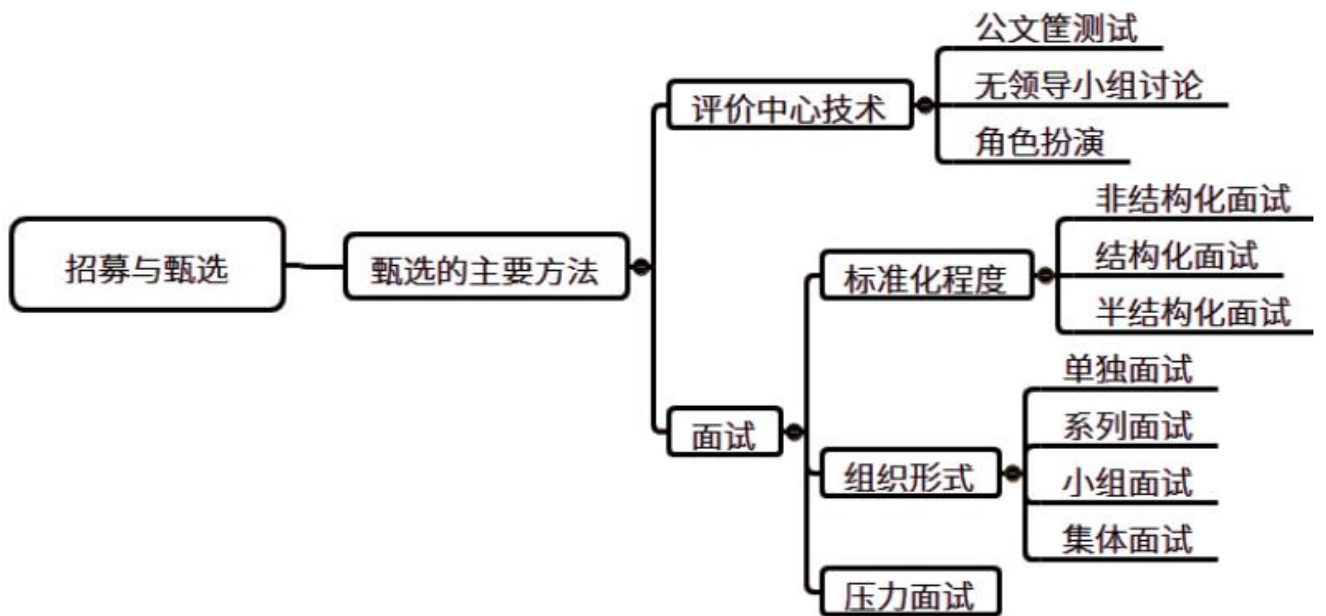 招募与甄选
甄选的主要方法
评价中心技术
公文筐测试
无领导小组讨论
角色扮演
面试
标准化程度
非结构化面试
结构化面试
半结构化面试
组织形式
单独面试
系列面试
小组面试
集体面试
压力面试